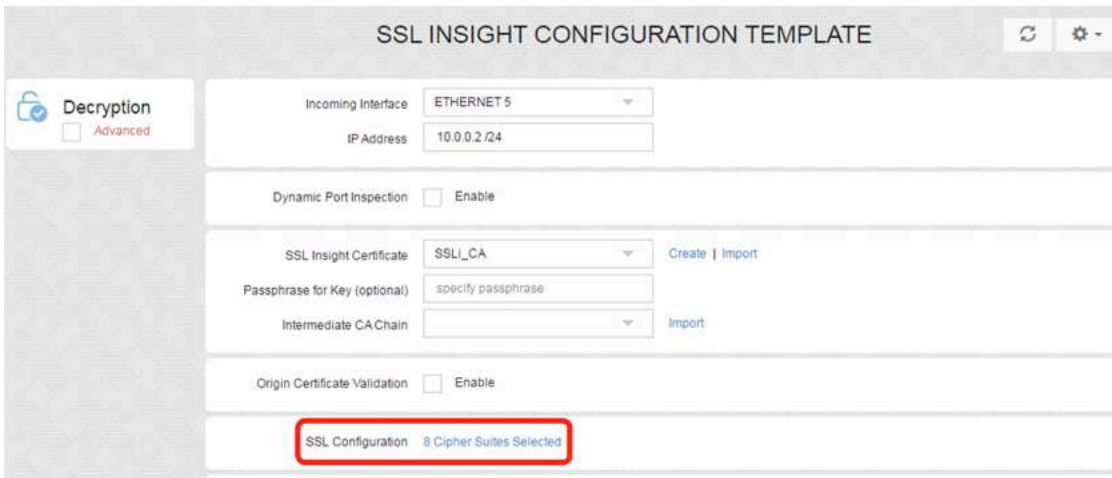 SSL INSIGHT CONFIGURATION TEMPLATE
Decryption
Advanced
Incoming Interface ETHERNET 5
IP Address 10.0.0.2 /24
Dynamic Port Inspection Enable
SSL Insight Certificate SSLi_CA Create | Import
Passphrase for Key (optional) specify passphrase
Intermediate CA Chain Import
Origin Certificate Validation Enable
SSL Configuration 8 Cipher Suites Selected